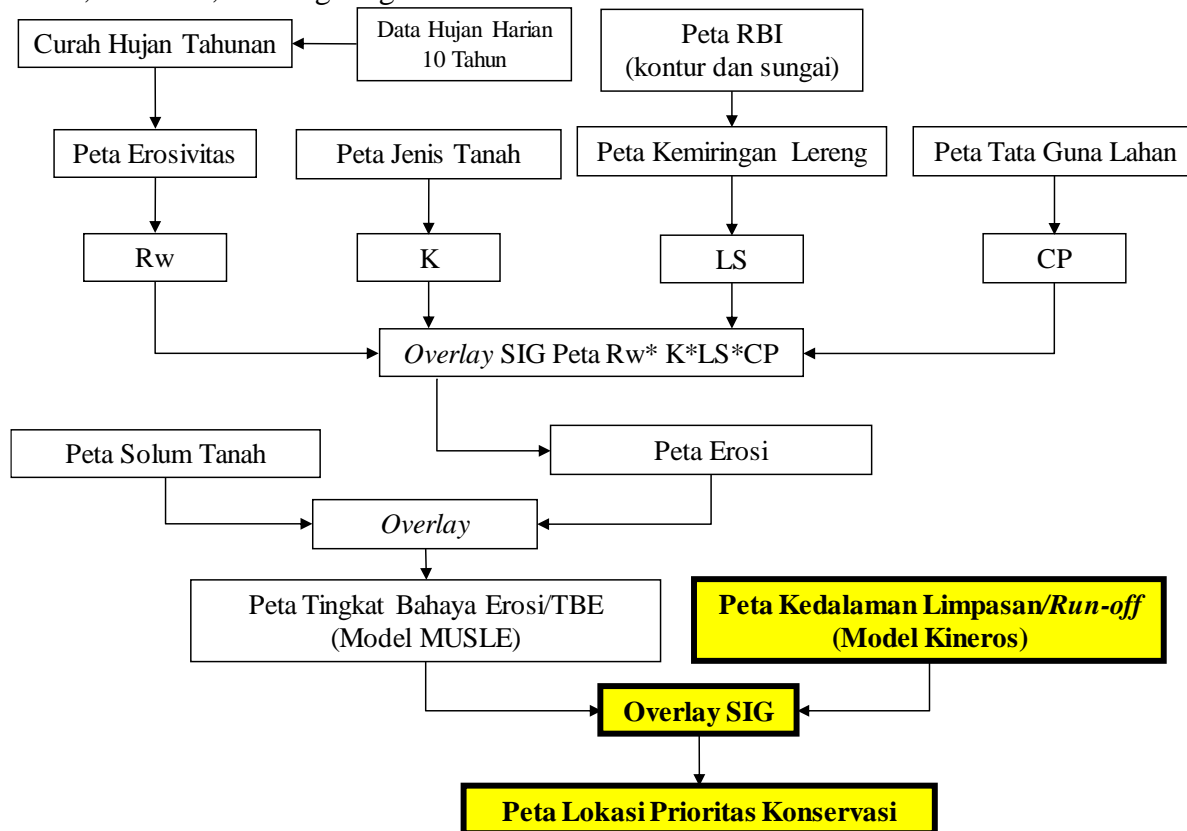 Curah Hujan Tahunan
Data Hujan Harian
10 Tahun
Peta RBI
(kontur dan sungai)
Peta Erosivitas
Peta Jenis Tanah
Peta Kemiringan Lereng
Peta Tata Guna Lahan
Rw
K
LS
CP
Overlay SIG Peta Rw* K*LS*CP
Peta Solum Tanah
Peta Erosi
Overlay
Peta Tingkat Bahaya Erosi/TBE
(Model MUSLE)
Peta Kedalaman Limpasan/Run-off
(Model Kineros)
Overlay SIG
Peta Lokasi Prioritas Konservasi